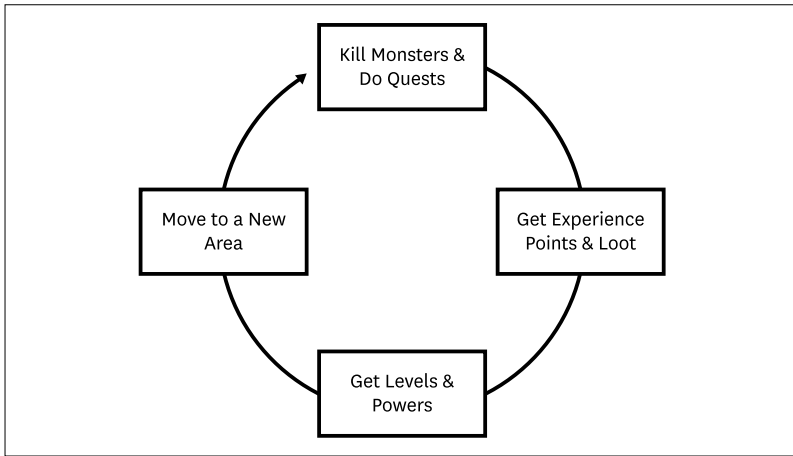 Kill Monsters &
Do Quests
Get Experience
Points & Loot
Get Levels &
Powers
Move to a New
Area